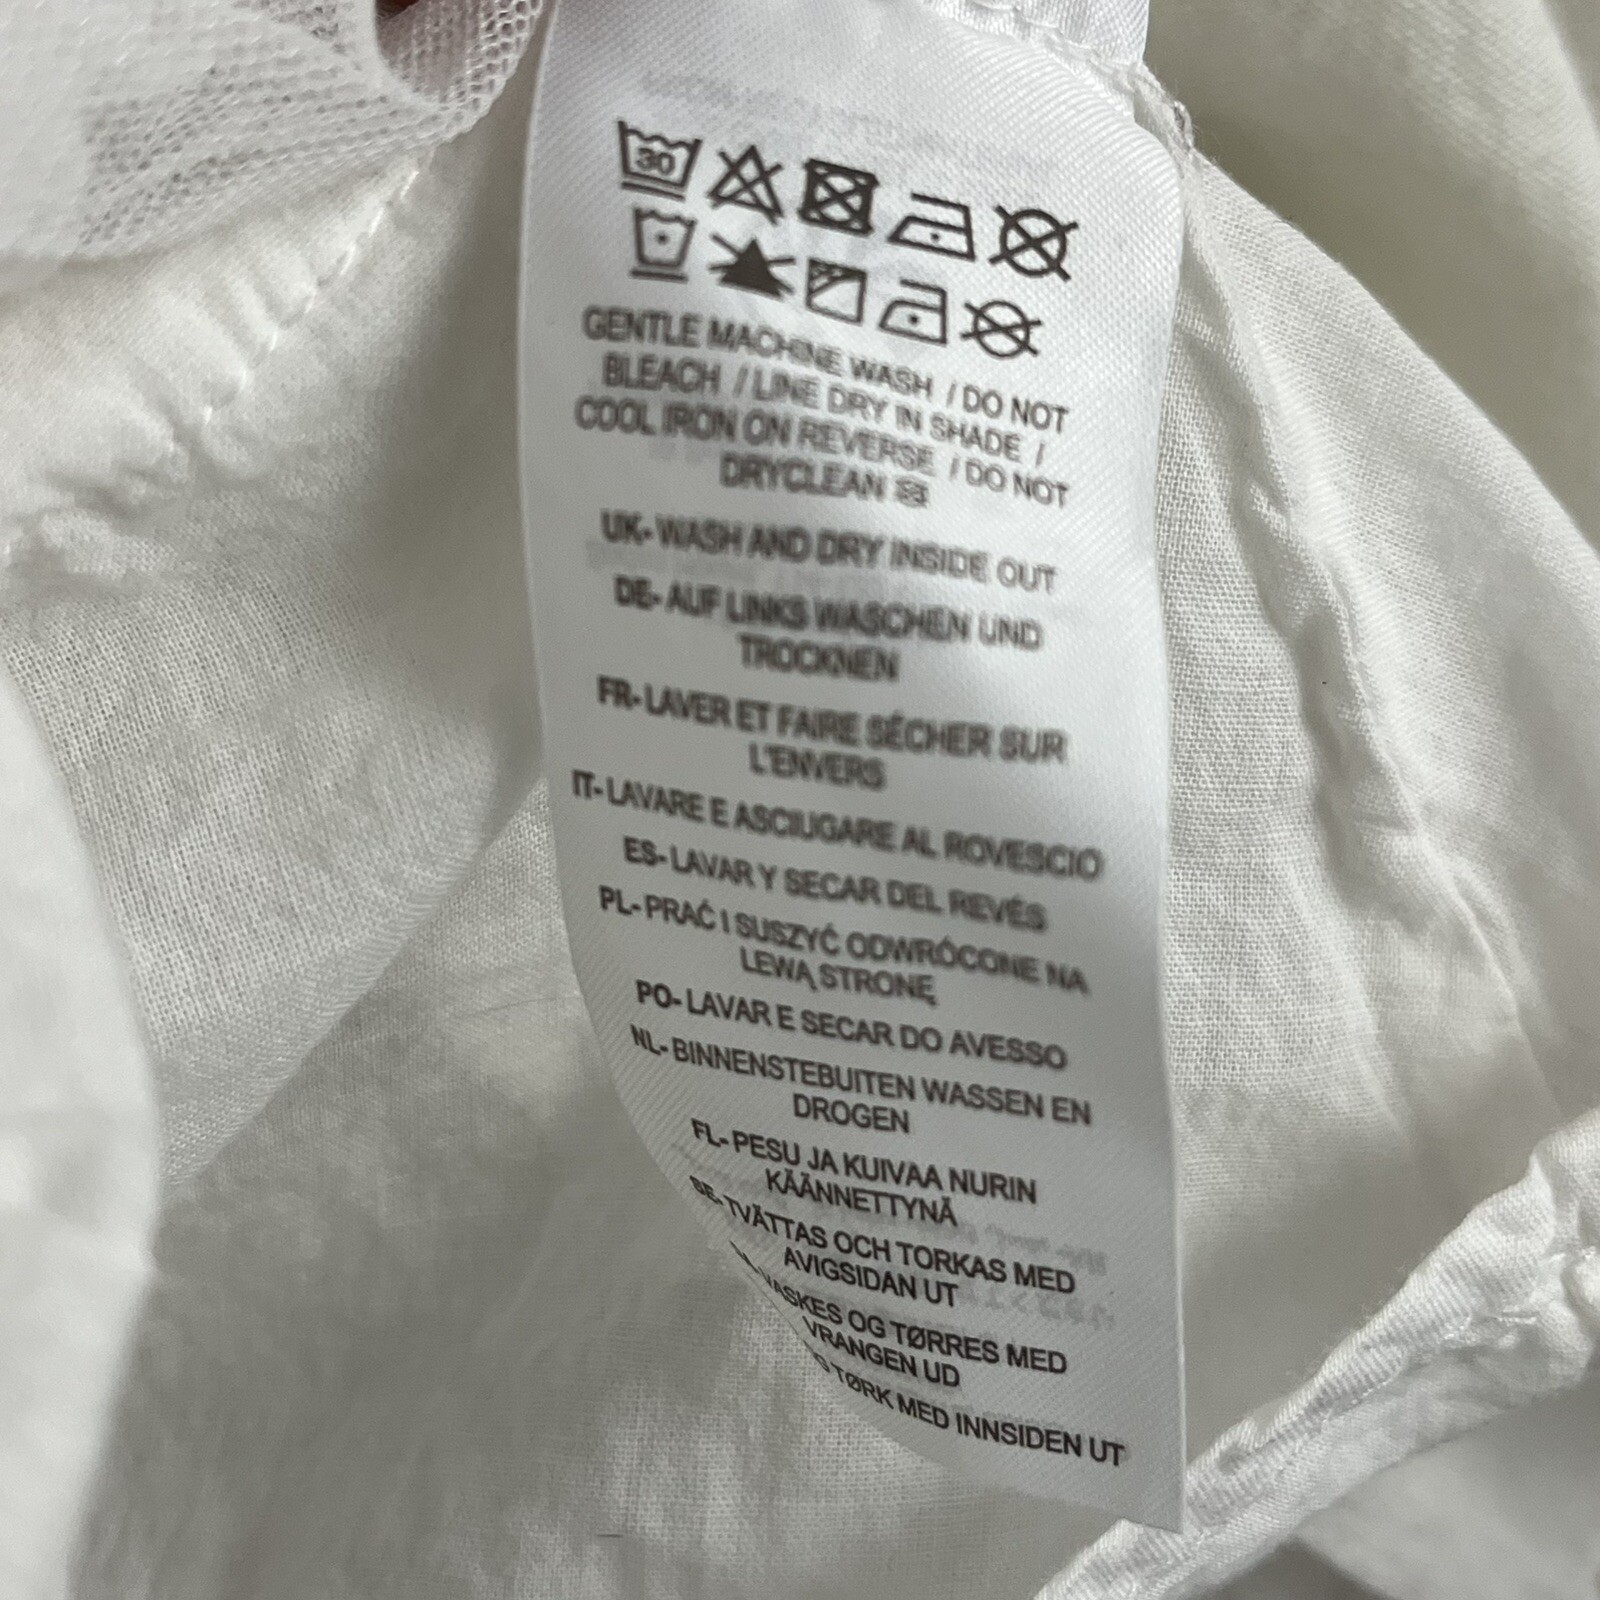 30
GENTLE MACHINE WASH / DO NOT
BLEACH / LINE DRY IN SHADE /
COOL IRON ON REVERSE / DO NOT
DRYCLEAN
UK- WASH AND DRY INSIDE OUT
DE- AUF LINKS WASCHEN UND
TROCKNEN
FR- LAVER ET FAIRE SÉCHER SUR
L'ENVERS
IT- LAVARE E ASCIUGARE AL ROVESCIO
ES- LAVAR Y SECAR DEL REVÉS
PL- PRAĆ I SUSZYĆ ODWRÓCONE NA
LEWĄ STRONĘ
PO- LAVAR E SECAR DO AVESSO
NL- BINNENSTEBUITEN WASSEN EN
DROGEN
FL- PESU JA KUIVAA NURIN
KÄÄNNETTYNÄ
SE- TVÄTTAS OCH TORKAS MED
AVIGSIDAN UT
VASKES OG TØRRES MED
VRANGEN UD
TØRK MED INNSIDEN UT